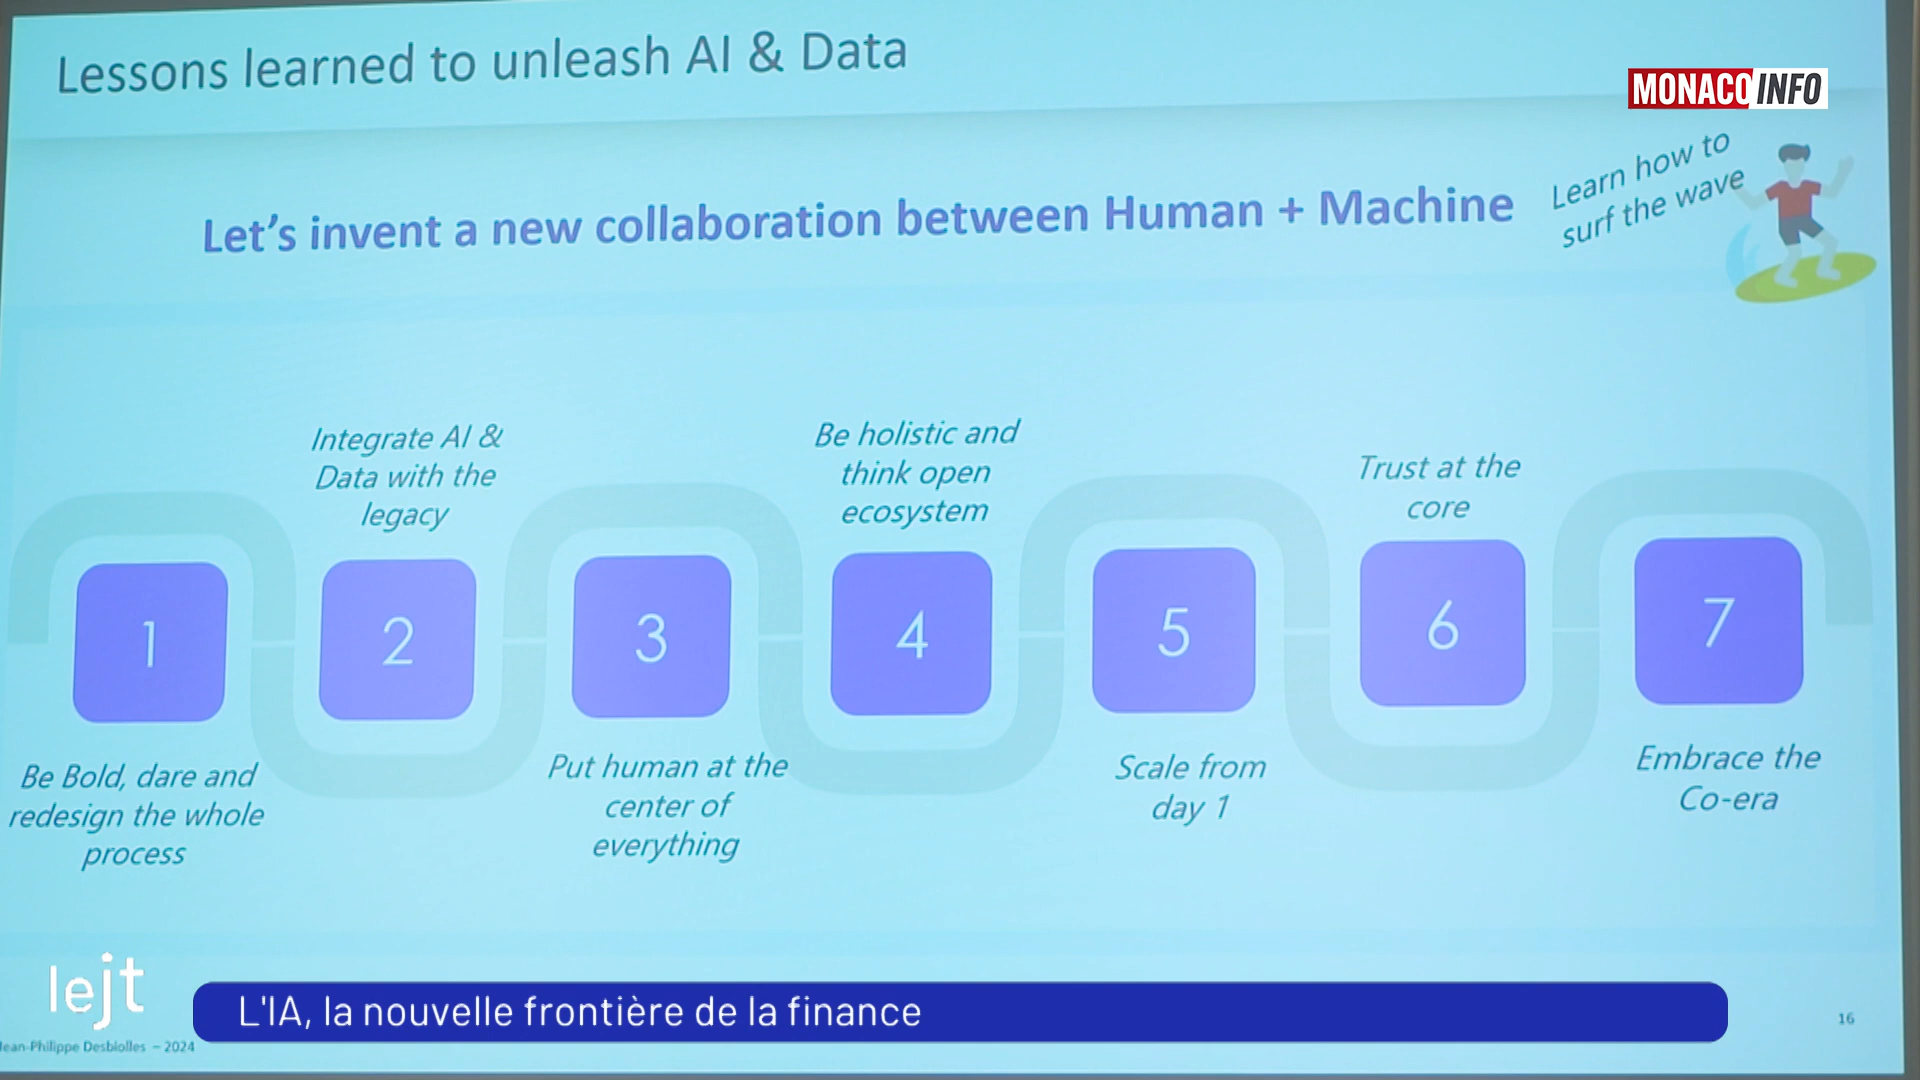 Lessons learned to unleash AI & Data
MONACO INFO
Learn how to
surf the wave
Let's invent a new collaboration between Human + Machine
1
Be Bold, dare and
redesign the whole
process
Integrate AI &
Data with the
legacy
2
3
Put human at the
center of
everything
Be holistic and
think open
ecosystem
4
5
Scale from
day 1
Trust at the
core
6
7
Embrace the
Co-era
lejt
L'IA, la nouvelle frontière de la finance
Jean-Philippe Desbiolles – 2024
16